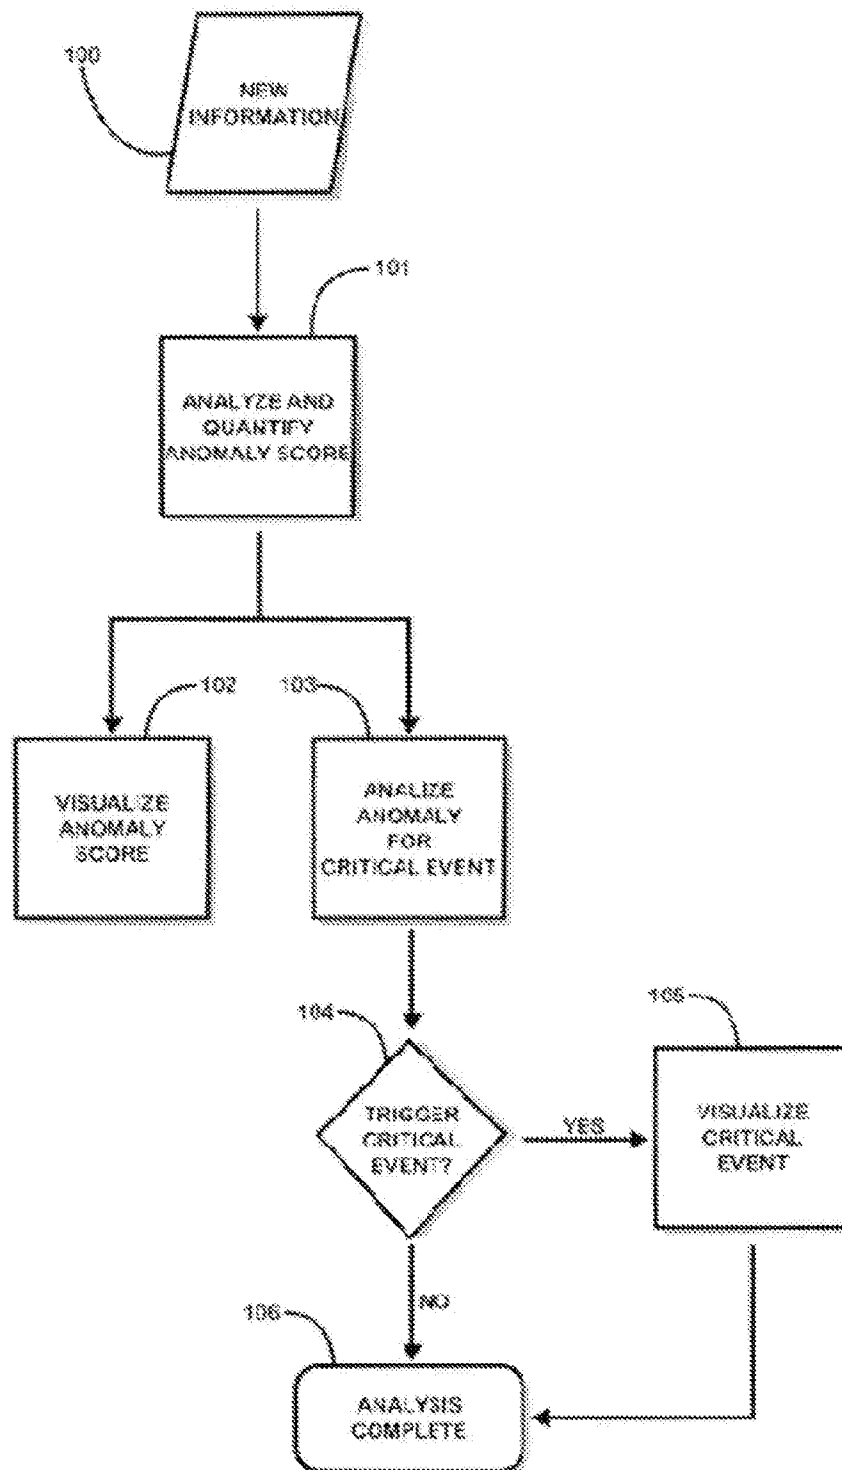 100
NEW
INFORMATION
101
ANALYZE AND
QUANTIFY
ANOMALY SCORE
102
103
VISUALIZE
ANOMALY
SCORE
ANALIZE
ANOMALY
FOR
CRITICAL EVENT
104
105
TRIGGER
CRITICAL
EVENT?
YES
VISUALIZE
CRITICAL
EVENT
NO
106
ANALYSIS
COMPLETE